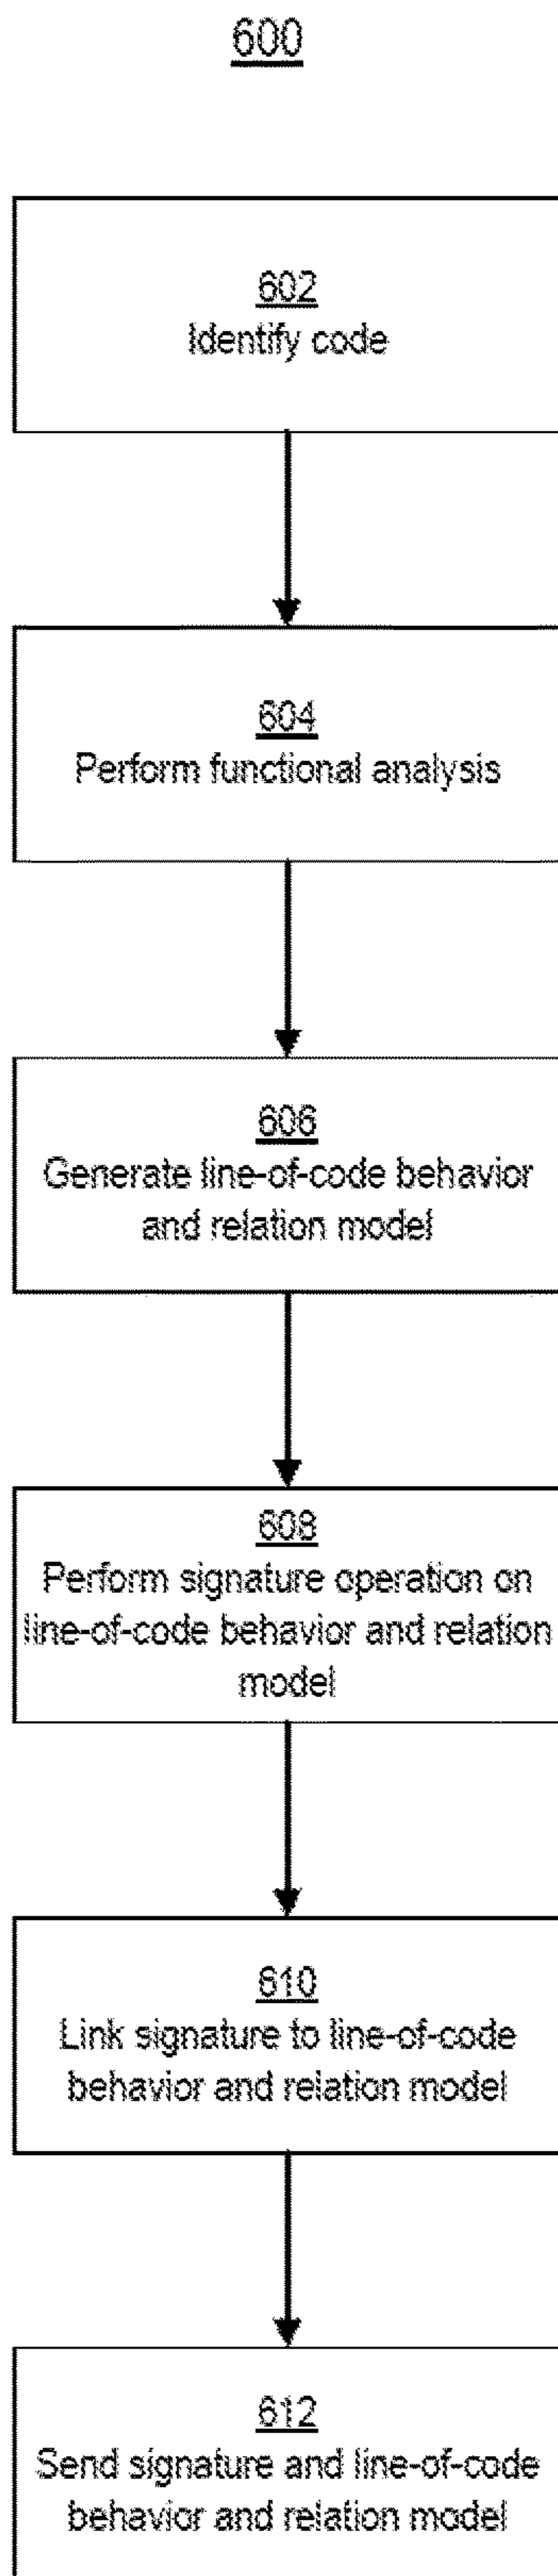 600
602
Identify code
604
Perform functional analysis
606
Generate line-of-code behavior
and relation model
608
Perform signature operation on
line-of-code behavior and relation
model
610
Link signature to line-of-code
behavior and relation model
612
Send signature and line-of-code
behavior and relation model